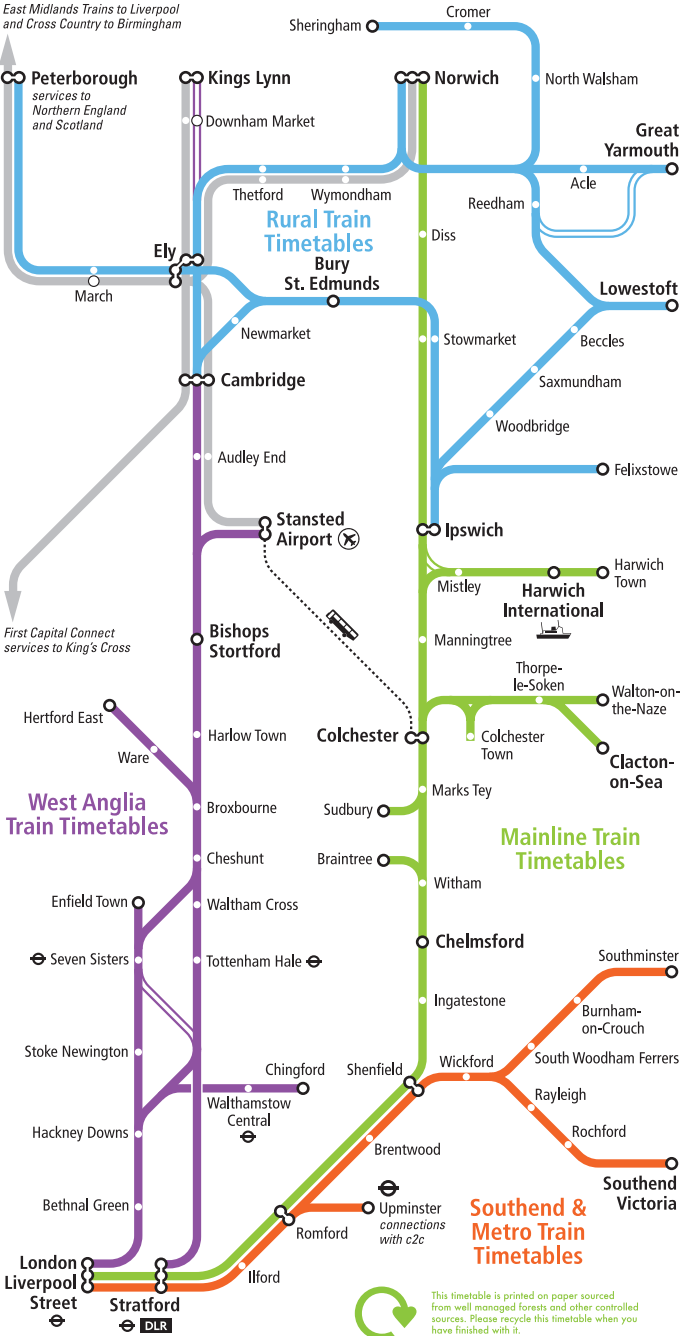 East Midlands Trains to Liverpool
and Cross Country to Birmingham
Sheringham
Cromer
Peterborough
services to
Northern England
and Scotland
Kings Lynn
Norwich
North Walsham
Downham Market
Great
Yarmouth
Thetford
Wymondham
Acle
Reedham
Rural Train
Timetables
Diss
Ely
Bury
St. Edmunds
March
Lowestoft
Newmarket
Stowmarket
Beccles
Cambridge
Saxmundham
Woodbridge
Audley End
Felixstowe
Stansted
Airport
Ipswich
Mistley
Harwich
International
Harwich
Town
First Capital Connect
services to King's Cross
Bishops
Stortford
Manningtree
Thorpe-
le-Soken
Walton-on-
the-Naze
Hertford East
Harlow Town
Colchester
Colchester
Town
Clacton-
on-Sea
Ware
West Anglia
Train Timetables
Broxbourne
Marks Tey
Sudbury
Mainline Train
Timetables
Cheshunt
Braintree
Witham
Enfield Town
Waltham Cross
Chelmsford
Seven Sisters
Tottenham Hale
Southminster
Ingatestone
Burnham-
on-Crouch
Stoke Newington
Shenfield
Wickford
South Woodham Ferrers
Chingford
Walthamstow
Central
Rayleigh
Hackney Downs
Rochford
Brentwood
Southend
Victoria
Bethnal Green
Upminster
connections
with c2c
Romford
Southend &
Metro Train
Timetables
London
Liverpool
Street
Ilford
Stratford
DLR
This timetable is printed on paper sourced
from well managed forests and other controlled
sources. Please recycle this timetable when you
have finished with it.